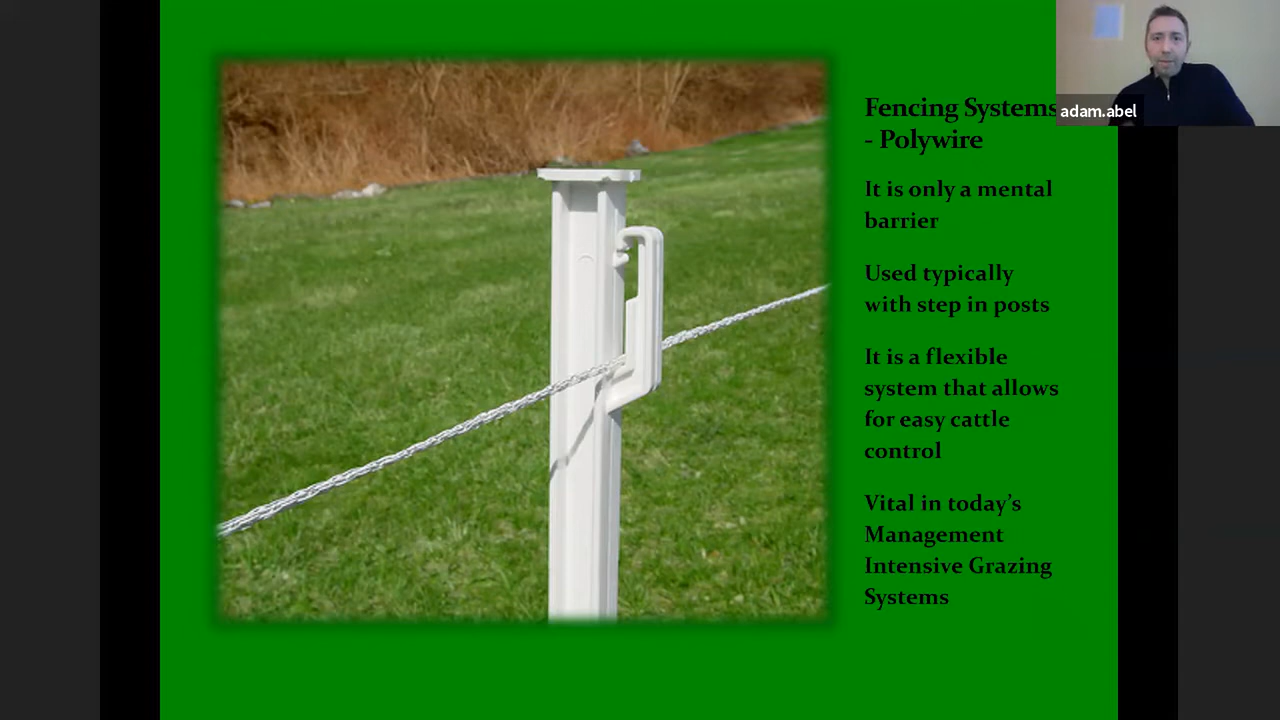 Fencing Systems
- Polywire
It is only a mental
barrier
Used typically
with step in posts
It is a flexible
system that allows
for easy cattle
control
Vital in today’s
Management
Intensive Grazing
Systems
adam.abel